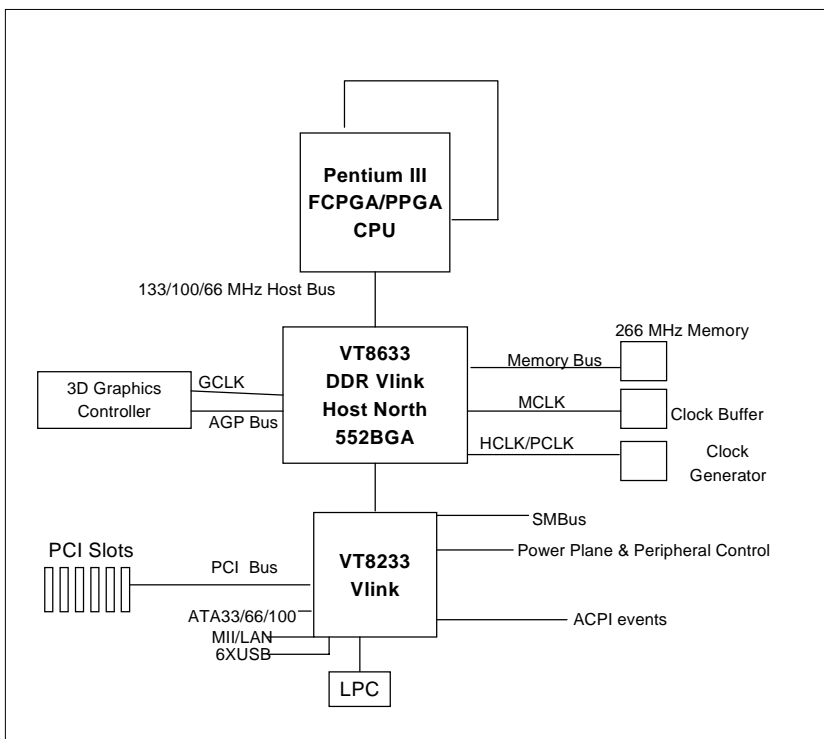 Pentium III
FCPGA/PPGA
CPU
133/100/66 MHz Host Bus
266 MHz Memory
VT8633
DDR Vlink
Host North
552BGA
Memory Bus
3D Graphics
Controller
GCLK
AGP Bus
MCLK
Clock Buffer
HCLK/PCLK
Clock
Generator
SMBus
Power Plane & Peripheral Control
PCI Slots
PCI Bus
VT8233
Vlink
ATA33/66/100
MII/LAN
6XUSB
ACPI events
LPC